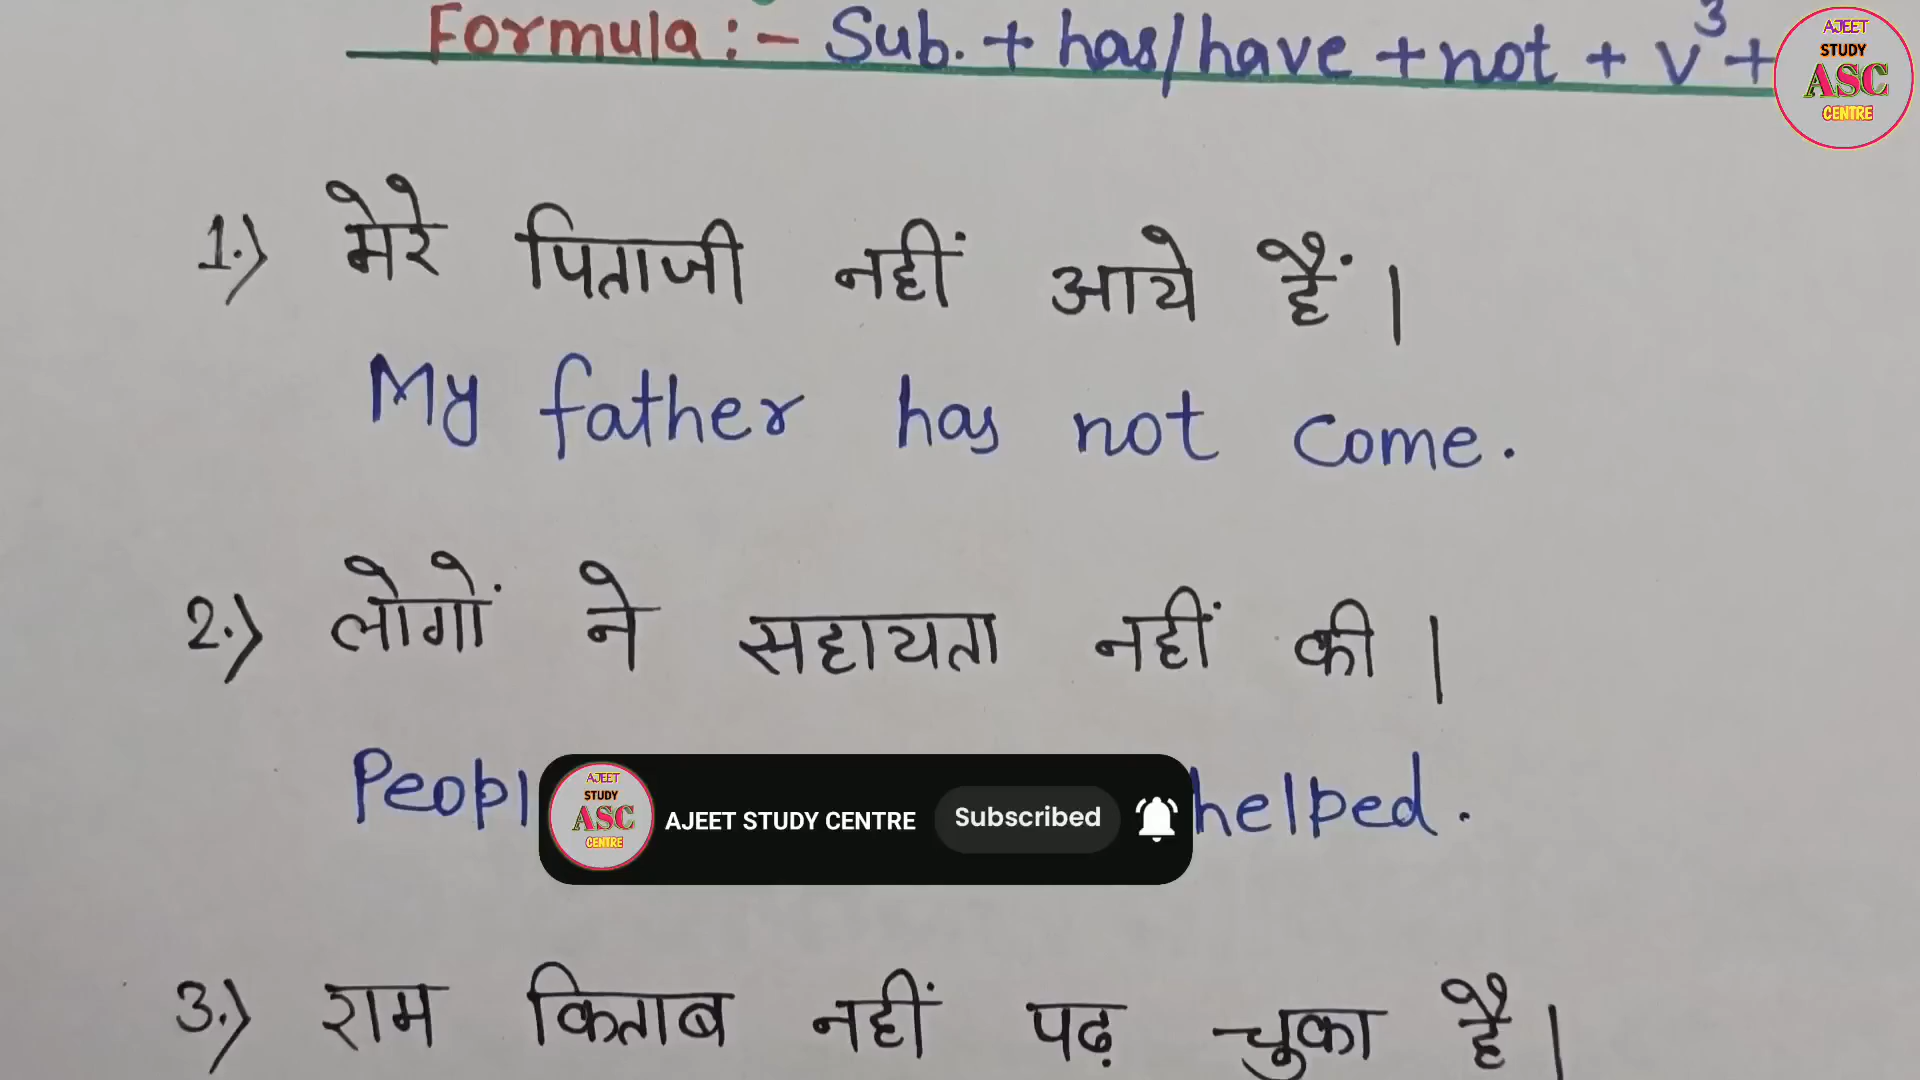 Formula :- Sub. + has/have + not + v³ +
AJEET
STUDY
ASC
CENTRE
1.) मेरे पिताजी नहीं आये हैं।
My father has not come.
2.) लोगों ने सहायता नहीं की।
helped.
AJEET
STUDY
ASC
CENTRE
AJEET STUDY CENTRE
Subscribed
3.) राम किताब नहीं पढ़ चुका है।